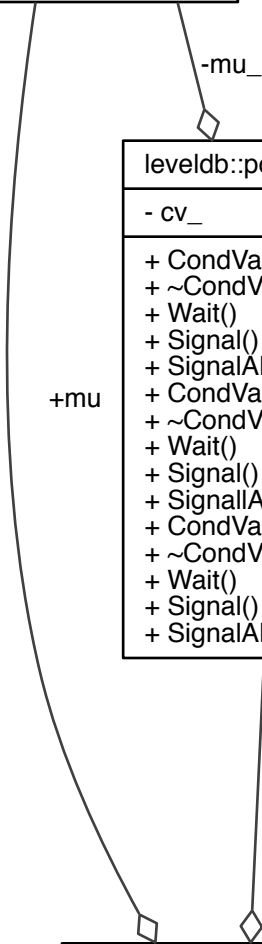 -mu_
leveldb::po
- cv_
+ CondVa
+ ~CondV
+ Wait()
+ Signal()
+ SignalAl
+ CondVa
+ ~CondV
+ Wait()
+ Signal()
+ SignallA
+ CondVa
+ ~CondV
+ Wait()
+ Signal()
+ SignalAl
+mu